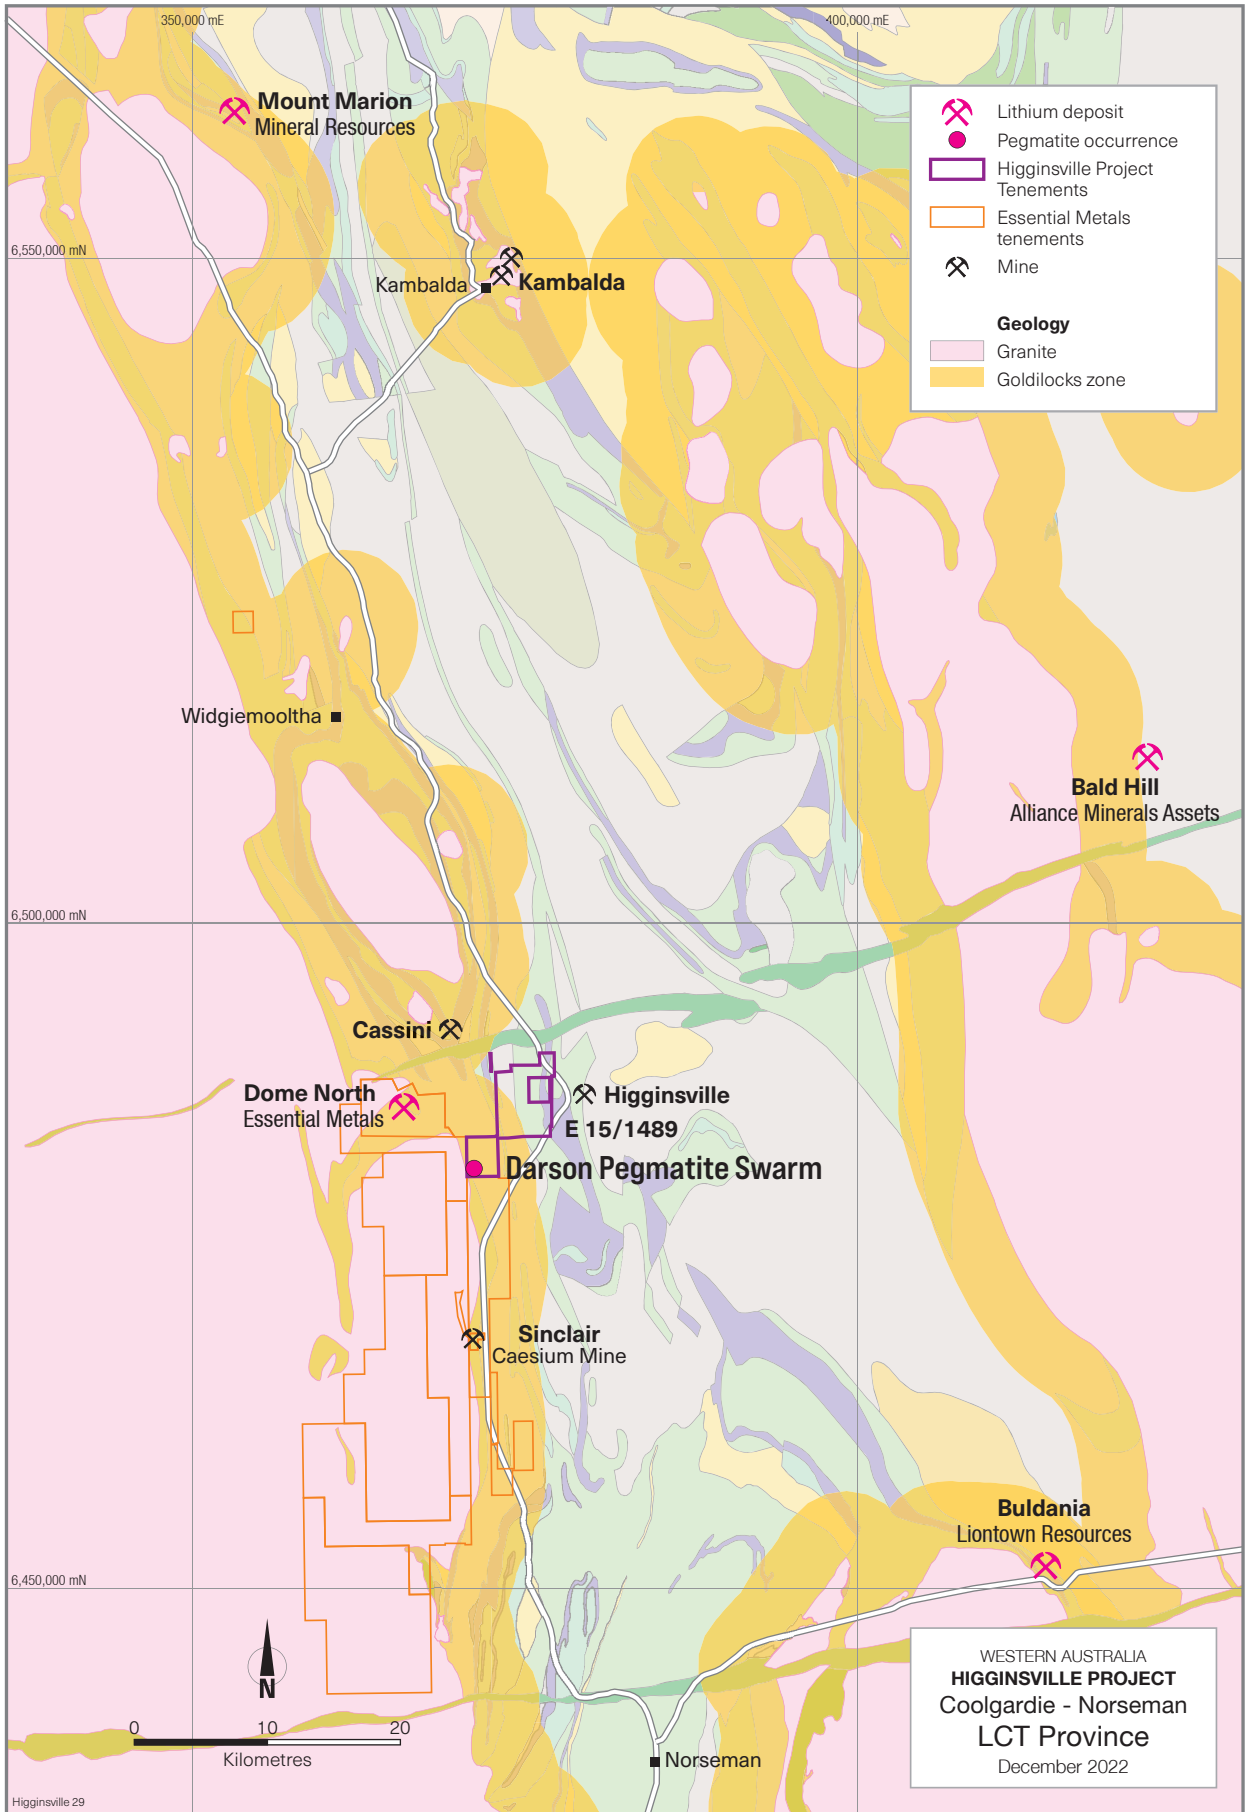 350,000 mE
400,000 mE
Mount Marion
Mineral Resources
Lithium deposit
Pegmatite occurrence
Higginsville Project
Tenements
Essential Metals
tenements
Mine
Geology
Granite
Goldilocks zone
6,550,000 mN
Kambalda
Kambalda
Widgiemooltha
Bald Hill
Alliance Minerals Assets
6,500,000 mN
Cassini
Dome North
Essential Metals
Higginsville
E 15/1489
Darson Pegmatite Swarm
Sinclair
Caesium Mine
Buldania
Liontown Resources
6,450,000 mN
N
0 10 20
Kilometres
Norseman
WESTERN AUSTRALIA
HIGGINSVILLE PROJECT
Coolgardie - Norseman
LCT Province
December 2022
Higginsville 29